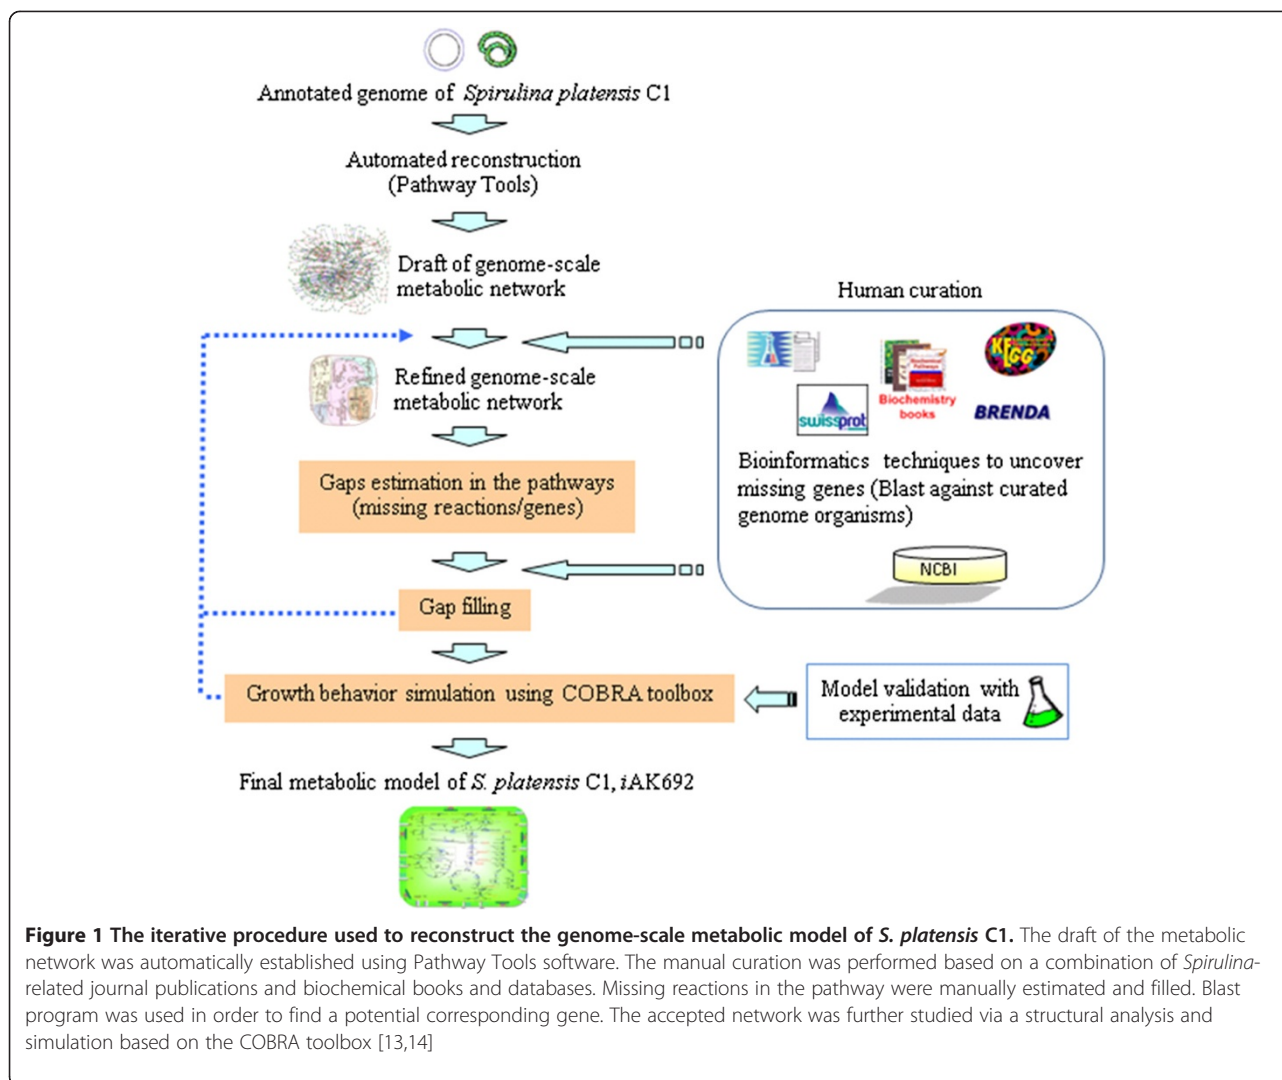 Annotated genome of Spirulina platensis C1
Automated reconstruction
(Pathway Tools)
Draft of genome-scale
metabolic network
Human curation
KEGG
Biochemical
Pathways
Biochemistry
books
swissprot
BRENDA
Refined genome-scale
metabolic network
Bioinformatics techniques to uncover
missing genes (Blast against curated
genome organisms)
NCBI
Gaps estimation in the pathways
(missing reactions/genes)
Gap filling
Growth behavior simulation using COBRA toolbox
Model validation with
experimental data
Final metabolic model of S. platensis C1, iAK692
Figure 1 The iterative procedure used to reconstruct the genome-scale metabolic model of S. platensis C1. The draft of the metabolic
network was automatically established using Pathway Tools software. The manual curation was performed based on a combination of Spirulina-
related journal publications and biochemical books and databases. Missing reactions in the pathway were manually estimated and filled. Blast
program was used in order to find a potential corresponding gene. The accepted network was further studied via a structural analysis and
simulation based on the COBRA toolbox [13,14]